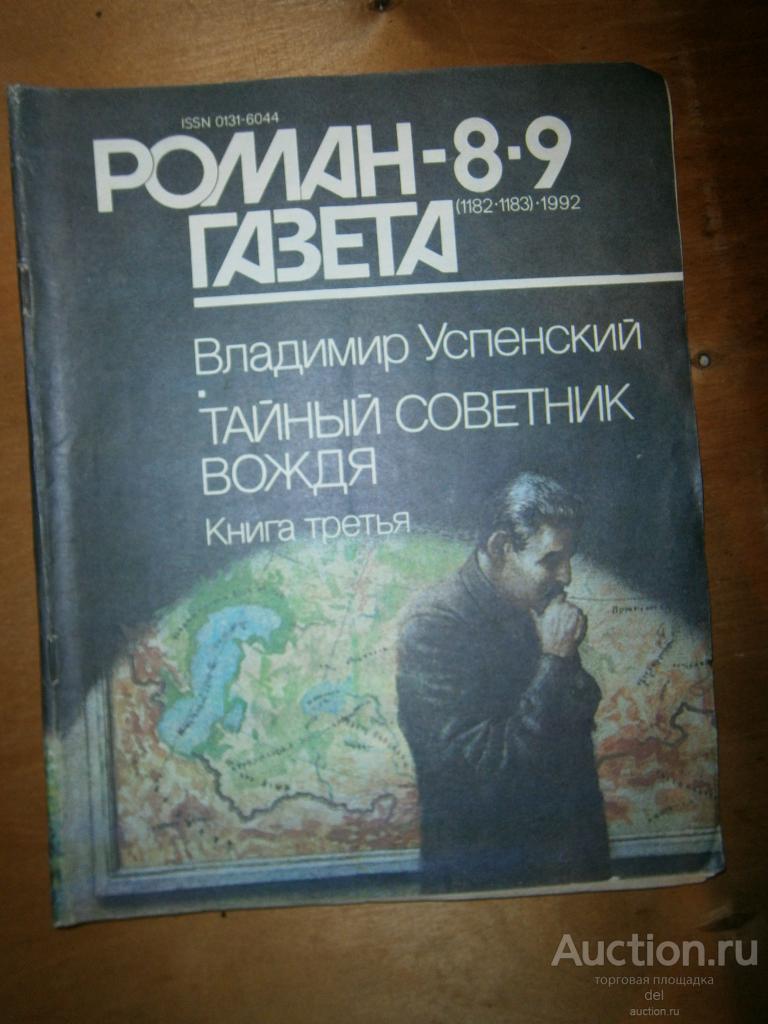 ISSN 0131-6044
РОМАН-8·9
ГАЗЕТА (1182·1183)·1992
Владимир Успенский
ТАЙНЫЙ СОВЕТНИК
ВОЖДЯ
Книга третья
Auction.ru
торговая площадка
del
auction.ru